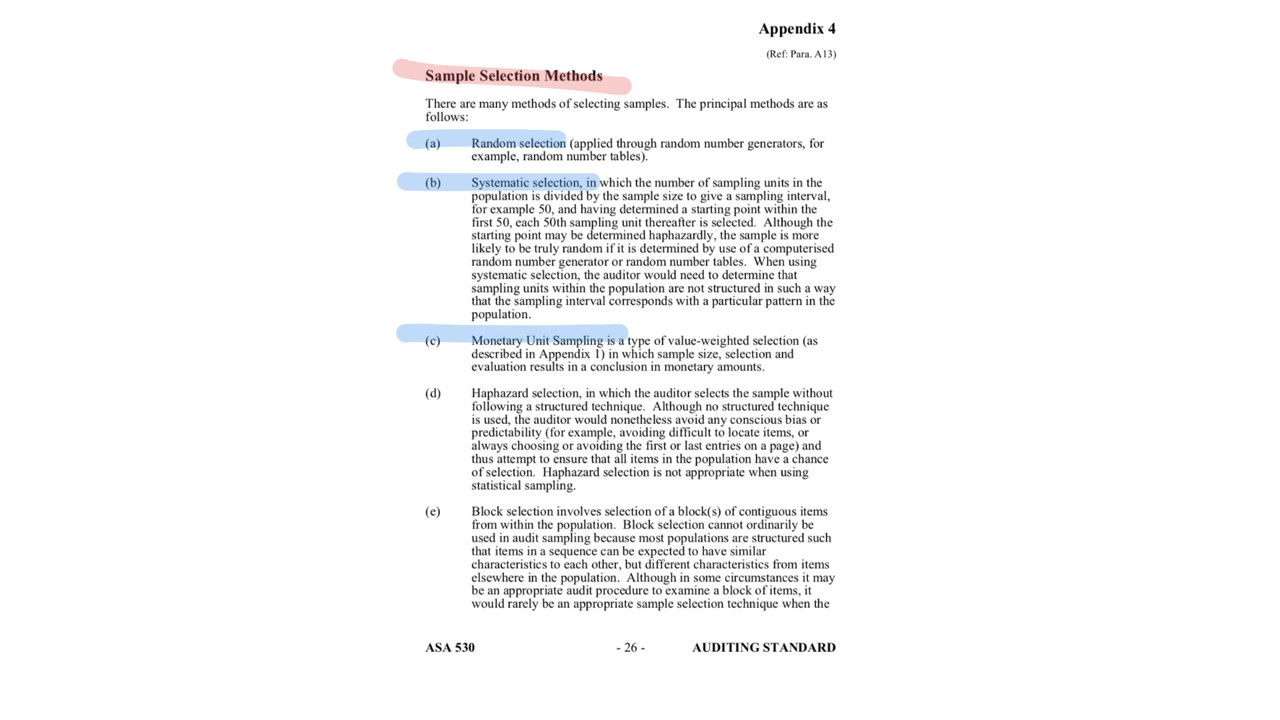 Appendix 4
(Ref: Para. A13)
Sample Selection Methods
There are many methods of selecting samples. The principal methods are as
follows:
(a) Random selection (applied through random number generators, for
example, random number tables).
(b) Systematic selection, in which the number of sampling units in the
population is divided by the sample size to give a sampling interval,
for example 50, and having determined a starting point within the
first 50, each 50th sampling unit thereafter is selected. Although the
starting point may be determined haphazardly, the sample is more
likely to be truly random if it is determined by use of a computerised
random number generator or random number tables. When using
systematic selection, the auditor would need to determine that
sampling units within the population are not structured in such a way
that the sampling interval corresponds with a particular pattern in the
population.
(c) Monetary Unit Sampling is a type of value-weighted selection (as
described in Appendix 1) in which sample size, selection and
evaluation results in a conclusion in monetary amounts.
(d) Haphazard selection, in which the auditor selects the sample without
following a structured technique. Although no structured technique
is used, the auditor would nonetheless avoid any conscious bias or
predictability (for example, avoiding difficult to locate items, or
always choosing or avoiding the first or last entries on a page) and
thus attempt to ensure that all items in the population have a chance
of selection. Haphazard selection is not appropriate when using
statistical sampling.
(e) Block selection involves selection of a block(s) of contiguous items
from within the population. Block selection cannot ordinarily be
used in audit sampling because most populations are structured such
that items in a sequence can be expected to have similar
characteristics to each other, but different characteristics from items
elsewhere in the population. Although in some circumstances it may
be an appropriate audit procedure to examine a block of items, it
would rarely be an appropriate sample selection technique when the
ASA 530 - 26 - AUDITING STANDARD